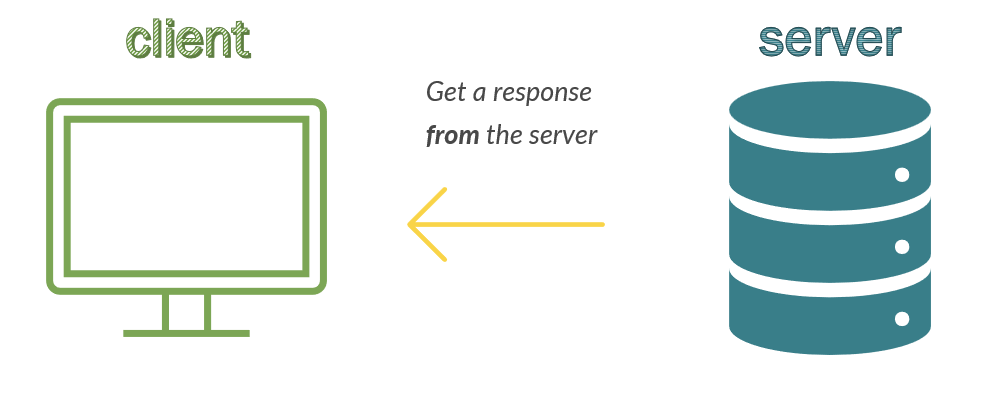 client
server
Get a response
from the server